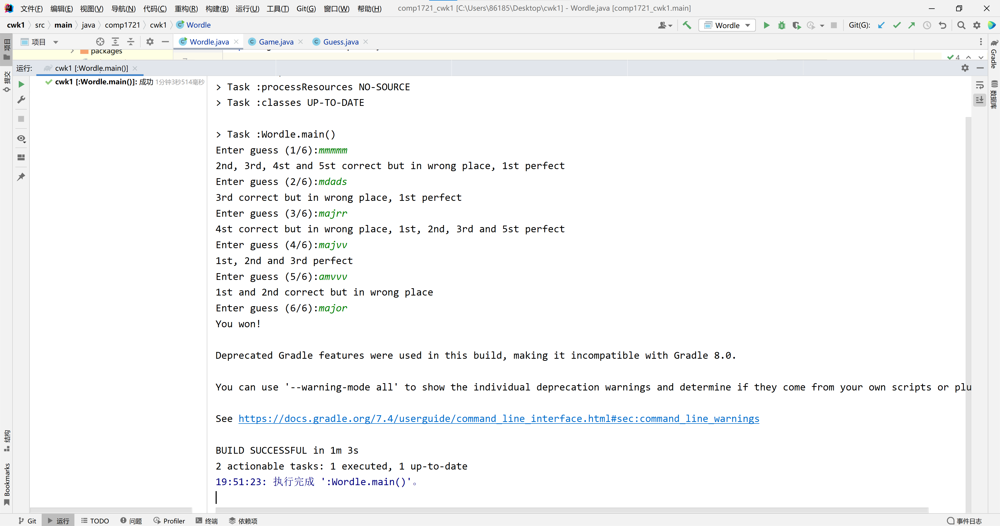 文件(F) 编辑(E) 视图(V) 导航(N) 代码(C) 重构(R) 构建(B) 运行(U) 工具(T) Git(G) 窗口(W) 帮助(H) comp1721_cwk1 [C:\Users\86185\Desktop\cwk1] - Wordle.java [comp1721_cwk1.main]
cwk1 src main java comp1721 cwk1 Wordle Wordle Git(G):
项目 Wordle.java Game.java Guess.java
packages
4
运行: cwk1 [:Wordle.main()]
cwk1 [:Wordle.main()]: 成功 1分钟3秒514毫秒
> Task :processResources NO-SOURCE
> Task :classes UP-TO-DATE
> Task :Wordle.main()
Enter guess (1/6):mmmmm
2nd, 3rd, 4st and 5st correct but in wrong place, 1st perfect
Enter guess (2/6):mdads
3rd correct but in wrong place, 1st perfect
Enter guess (3/6):majrr
4st correct but in wrong place, 1st, 2nd, 3rd and 5st perfect
Enter guess (4/6):majvv
1st, 2nd and 3rd perfect
Enter guess (5/6):amvvv
1st and 2nd correct but in wrong place
Enter guess (6/6):major
You won!
Deprecated Gradle features were used in this build, making it incompatible with Gradle 8.0.
You can use '--warning-mode all' to show the individual deprecation warnings and determine if they come from your own scripts or plu
See https://docs.gradle.org/7.4/userguide/command_line_interface.html#sec:command_line_warnings
BUILD SUCCESSFUL in 1m 3s
2 actionable tasks: 1 executed, 1 up-to-date
19:51:23: 执行完成 ':Wordle.main()'。
项目
提交
结构
Bookmarks
Gradle
数据库
Git 运行 TODO 问题 Profiler 终端 依赖项 事件日志